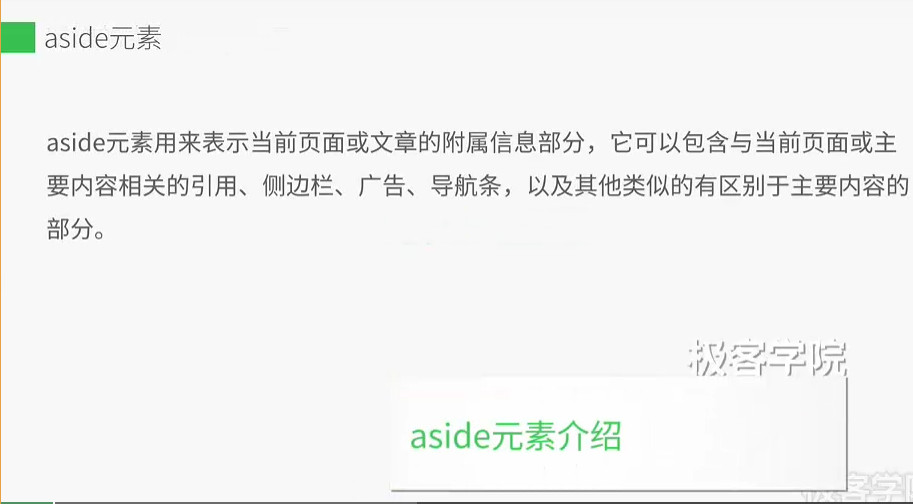 aside元素
aside元素用来表示当前页面或文章的附属信息部分，它可以包含与当前页面或主
要内容相关的引用、侧边栏、广告、导航条，以及其他类似的有区别于主要内容的
部分。
极客学院
aside元素介绍
极客学院